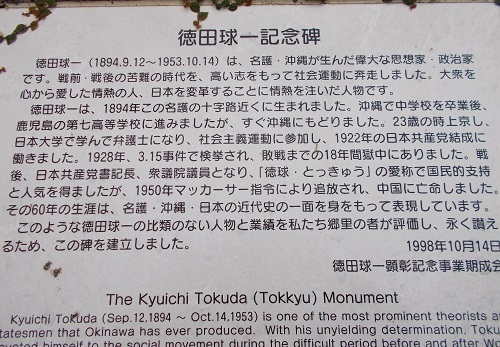 徳田球一記念碑
徳田球一（1894.9.12～1953.10.14）は、名護・沖縄が生んだ偉大な思想家・政治家
です。戦前・戦後の苦難の時代を、高い志をもって社会運動に奔走しました。大衆を
心から愛した情熱の人、日本を変革することに情熱を注いだ人物です。
徳田球一は、1894年この名護の十字路近くに生まれました。沖縄で中学校を卒業後、
鹿児島の第七高等学校に進みましたが、すぐ沖縄にもどりました。23歳の時上京し、
日本大学で学んで弁護士になり、社会主義運動に参加し、1922年の日本共産党結成に
働きました。1928年、3.15事件で検挙され、敗戦までの18年間獄中にありました。戦
後、日本共産党書記長、衆議院議員となり、「徳球・とっきゅう」の愛称で国民的支持
と人気を得ましたが、1950年マッカーサー指令により追放され、中国に亡命しました。
その60年の生涯は、名護・沖縄・日本の近代史の一面を身をもって表現しています。
このような徳田球一の比類のない人物と業績を私たち郷里の者が評価し、永く讃え
るため、この碑を建立しました。
1998年10月14日
徳田球一顕彰記念事業期成会
The Kyuichi Tokuda (Tokkyu) Monument
Kyuichi Tokuda (Sep.12,1894 ~ Oct.14,1953) is one of the most prominent theorists a
tatesmen that Okinawa has ever produced. With his unyielding determination, Toku
himself to the social movement during the difficult period before and after W